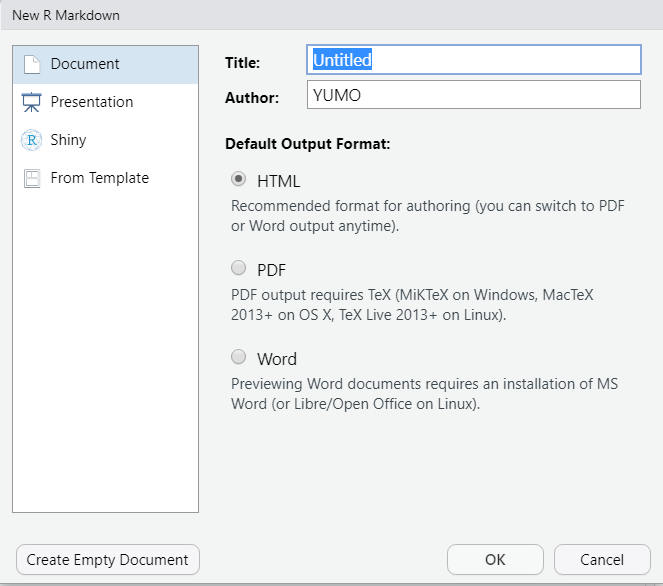 New R Markdown
Document
Presentation
Shiny
From Template
Title:
Untitled
Author:
YUMO
Default Output Format:
HTML
Recommended format for authoring (you can switch to PDF
or Word output anytime).
PDF
PDF output requires TeX (MiKTeX on Windows, MacTeX
2013+ on OS X, TeX Live 2013+ on Linux).
Word
Previewing Word documents requires an installation of MS
Word (or Libre/Open Office on Linux).
Create Empty Document
OK
Cancel